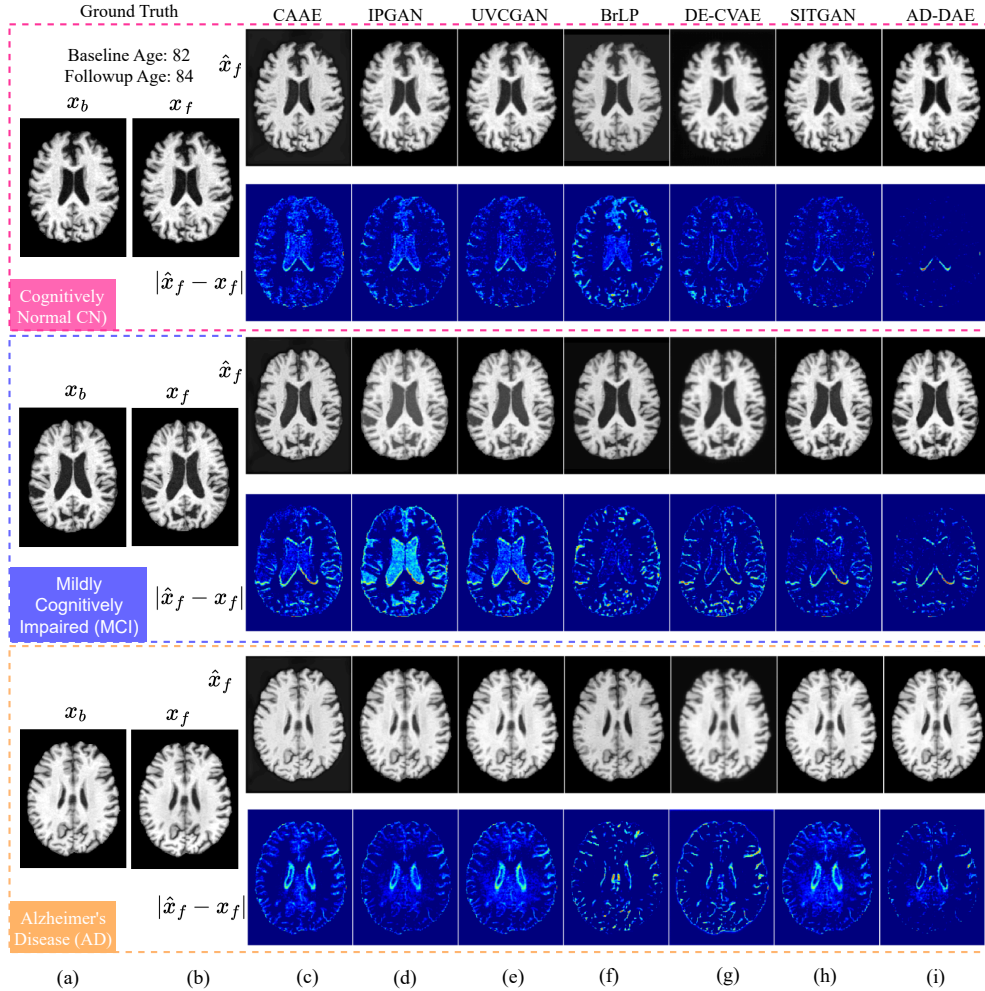 Ground Truth CAAE IPGAN UVCGAN BrLP DE-CVAE SITGAN AD-DAE
Baseline Age: 82
Followup Age: 84
x̂_f
x_b x_f
|x̂_f − x_f|
Cognitively
Normal CN)
x̂_f
x_b x_f
|x̂_f − x_f|
Mildly
Cognitively
Impaired (MCI)
x̂_f
x_b x_f
|x̂_f − x_f|
Alzheimer's
Disease (AD)
(a) (b) (c) (d) (e) (f) (g) (h) (i)